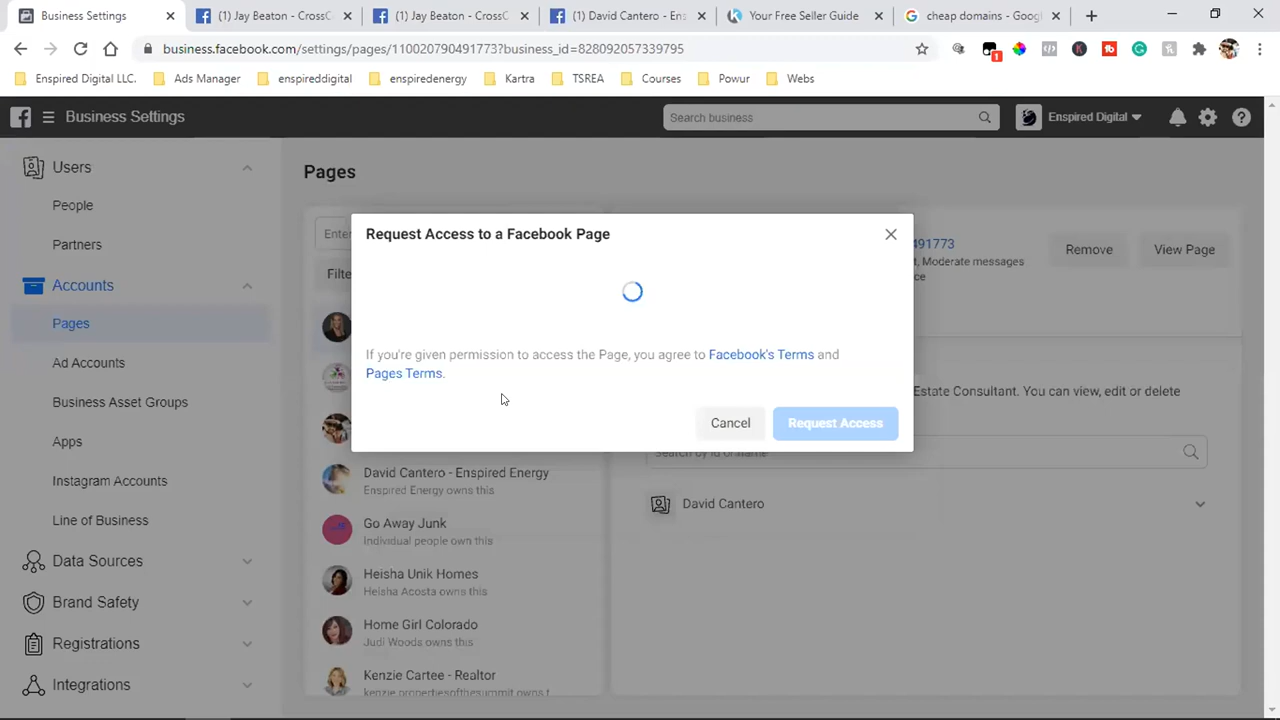 Business Settings
(1) Jay Beaton - CrossC
(1) Jay Beaton - CrossC
(1) David Cantero - Ens
Your Free Seller Guide
cheap domains - Goog
business.facebook.com/settings/pages/110020790491773?business_id=828092057339795
1
Enspired Digital LLC.
Ads Manager
enspireddigital
enspiredenergy
Kartra
TSREA
Courses
Powur
Webs
Business Settings
Search business
Enspired Digital
Users
People
Partners
Accounts
Pages
Ad Accounts
Business Asset Groups
Apps
Instagram Accounts
Line of Business
Data Sources
Brand Safety
Registrations
Integrations
Pages
Enter
Filte
David Cantero - Enspired Energy
Enspired Energy owns this
Go Away Junk
Individual people own this
Heisha Unik Homes
Heisha Acosta owns this
Home Girl Colorado
Judi Woods owns this
Kenzie Cartee - Realtor
Request Access to a Facebook Page
If you're given permission to access the Page, you agree to Facebook's Terms and
Pages Terms.
Cancel
Request Access
491773
t, Moderate messages
ce
Remove
View Page
Estate Consultant. You can view, edit or delete
David Cantero